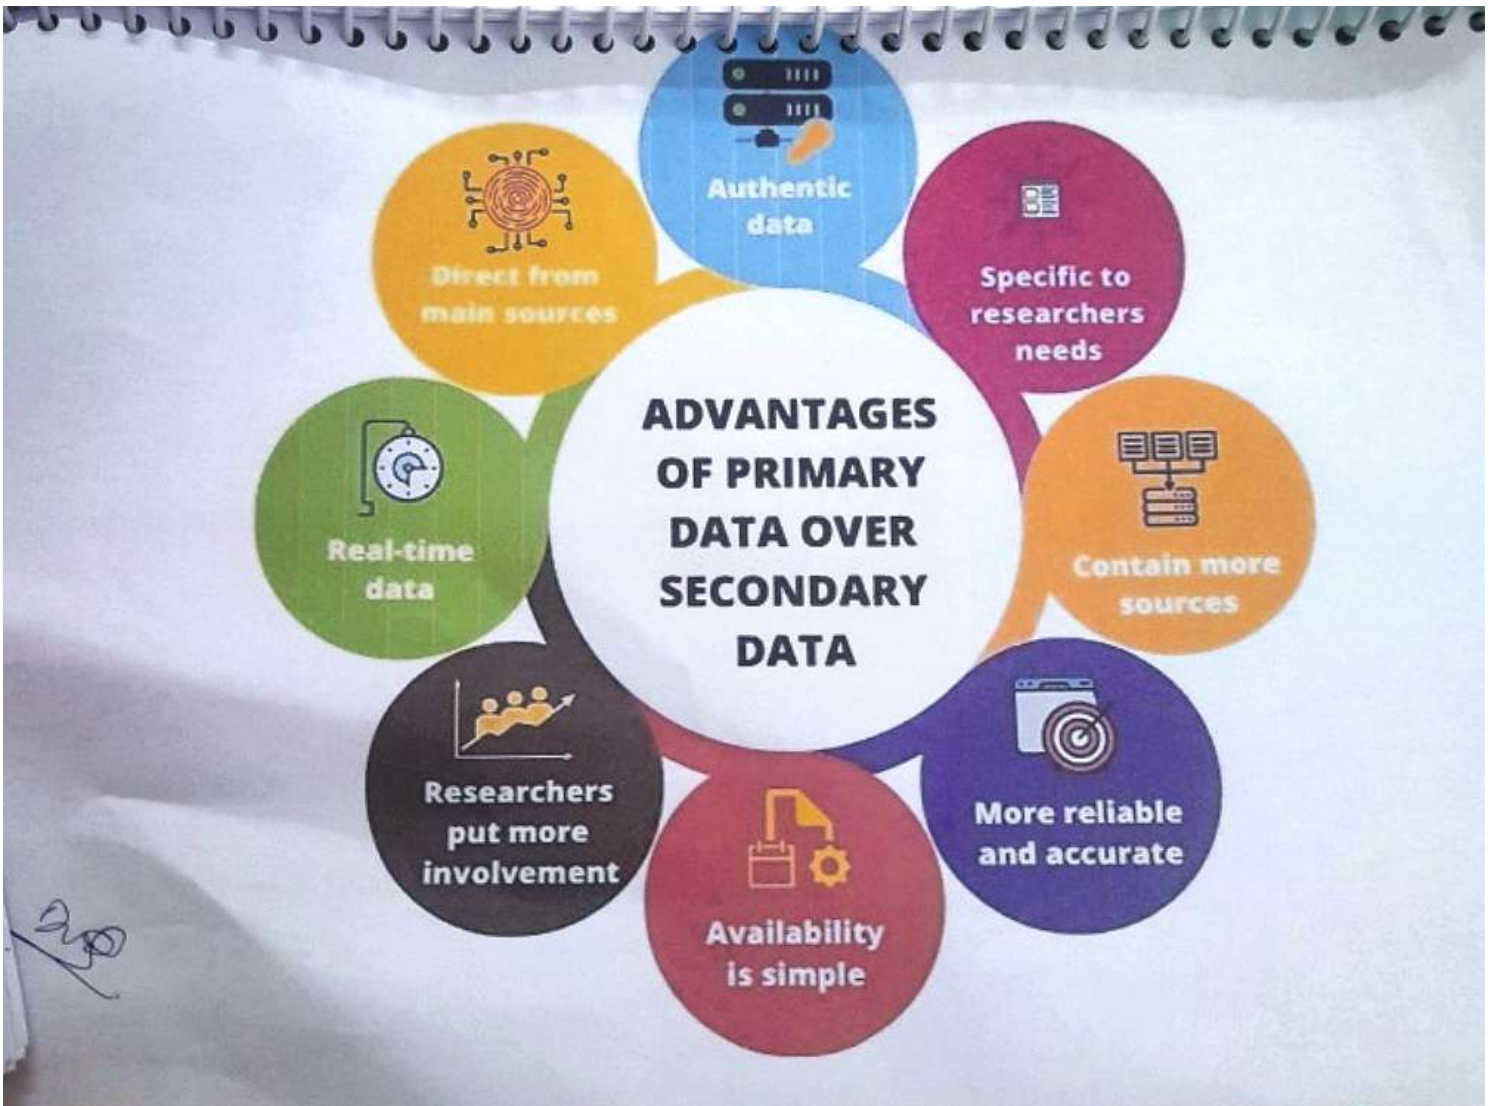 ADVANTAGES
OF PRIMARY
DATA OVER
SECONDARY
DATA
Authentic
data
Specific to
researchers
needs
Contain more
sources
More reliable
and accurate
Availability
is simple
Researchers
put more
involvement
Real-time
data
Direct from
main sources